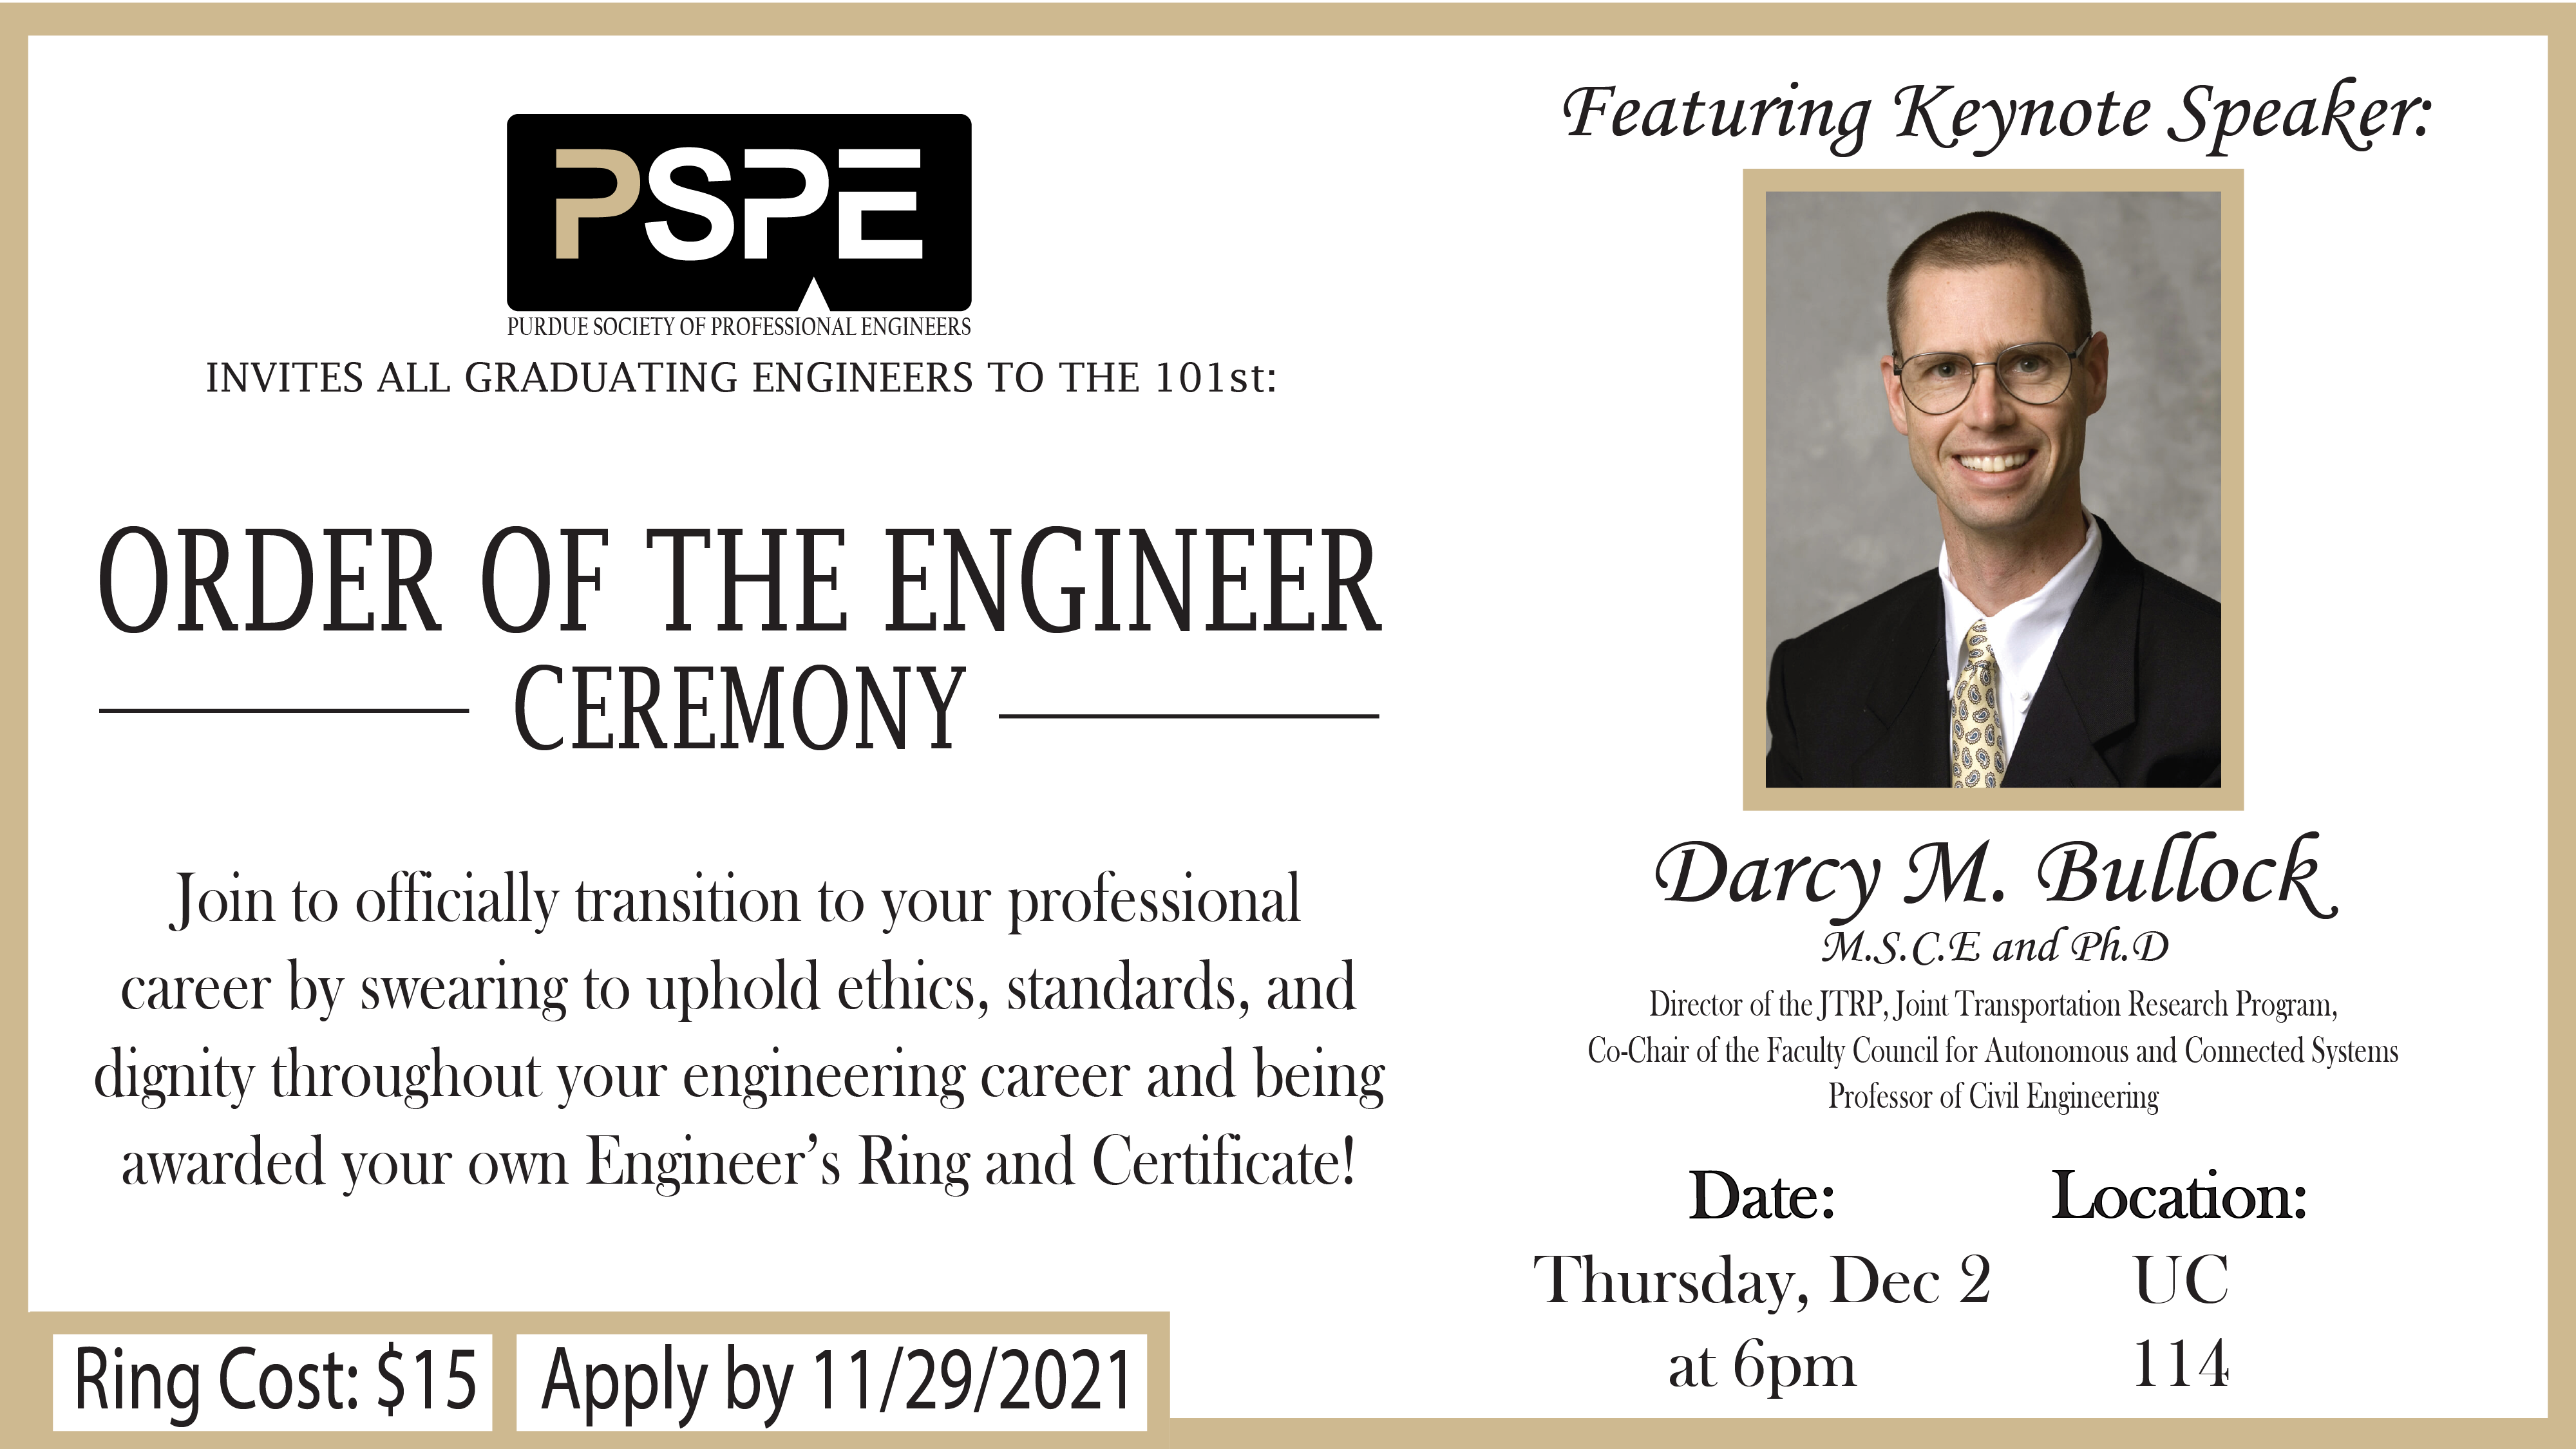 PSPE
PURDUE SOCIETY OF PROFESSIONAL ENGINEERS
INVITES ALL GRADUATING ENGINEERS TO THE 101st:
ORDER OF THE ENGINEER
CEREMONY
Join to officially transition to your professional
career by swearing to uphold ethics, standards, and
dignity throughout your engineering career and being
awarded your own Engineer’s Ring and Certificate!
Ring Cost: $15
Apply by 11/29/2021
Featuring Keynote Speaker:
Darcy M. Bullock
M.S.C.E and Ph.D
Director of the JTRP, Joint Transportation Research Program,
Co-Chair of the Faculty Council for Autonomous and Connected Systems
Professor of Civil Engineering
Date:
Thursday, Dec 2
at 6pm
Location:
UC
114